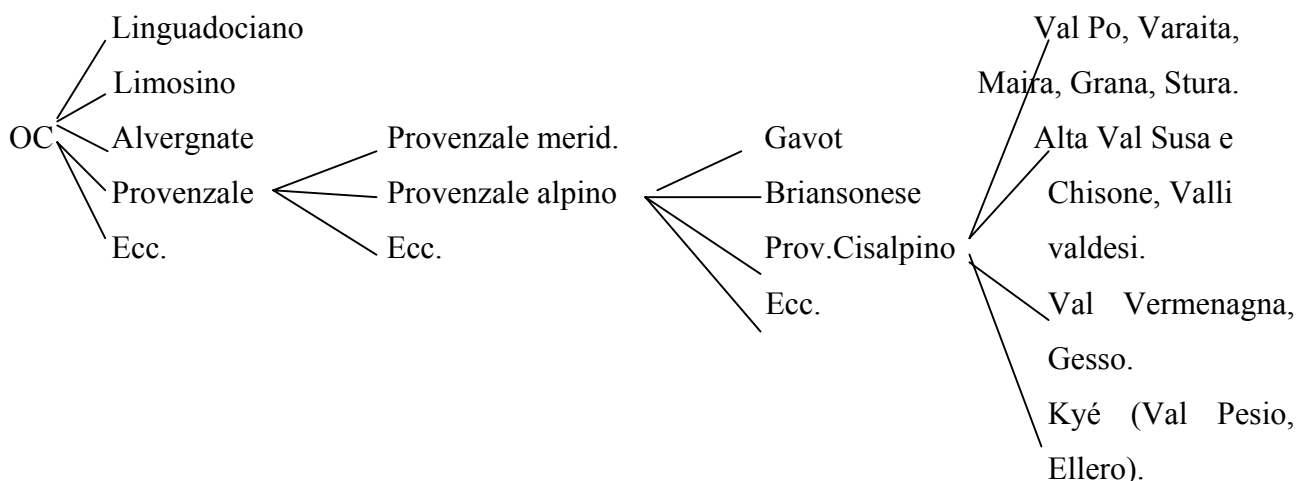 Linguadociano
Limosino
OC
Alvergnate
Provenzale
Ecc.
Provenzale merid.
Provenzale alpino
Ecc.
Gavot
Briansonese
Prov.Cisalpino
Ecc.
Val Po, Varaita,
Maira, Grana, Stura.
Alta Val Susa e
Chisone, Valli
valdesi.
Val Vermenagna,
Gesso.
Kyé (Val Pesio,
Ellero).